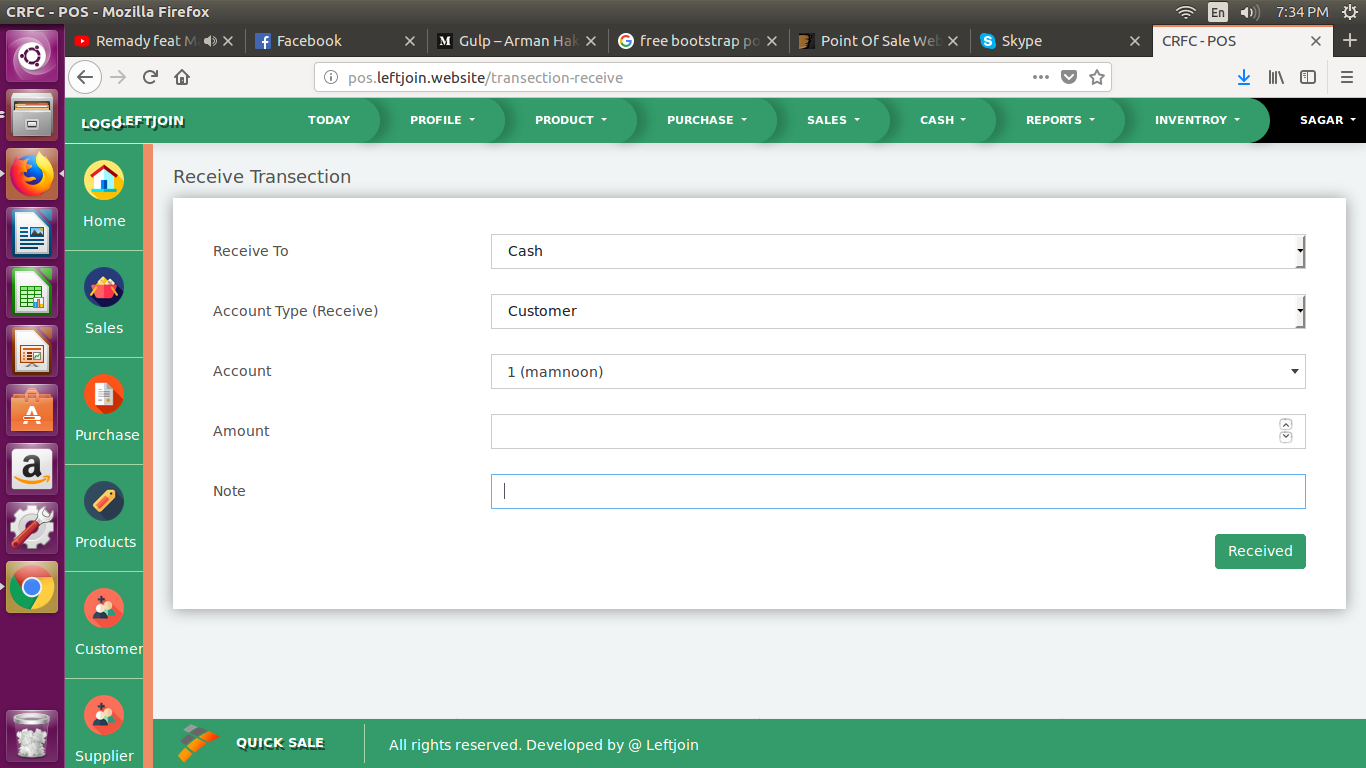 CRFC - POS - Mozilla Firefox
En
7:34 PM
Remady feat M
Facebook
Gulp – Arman Hak
free bootstrap po
Point Of Sale Web
Skype
CRFC - POS
pos.leftjoin.website/transection-receive
LOGO LEFTJOIN
TODAY
PROFILE
PRODUCT
PURCHASE
SALES
CASH
REPORTS
INVENTROY
SAGAR
Home
Sales
Purchase
Products
Customer
Supplier
Receive Transection
Receive To
Cash
Account Type (Receive)
Customer
Account
1 (mamnoon)
Amount
Note
Received
QUICK SALE
All rights reserved. Developed by @ Leftjoin